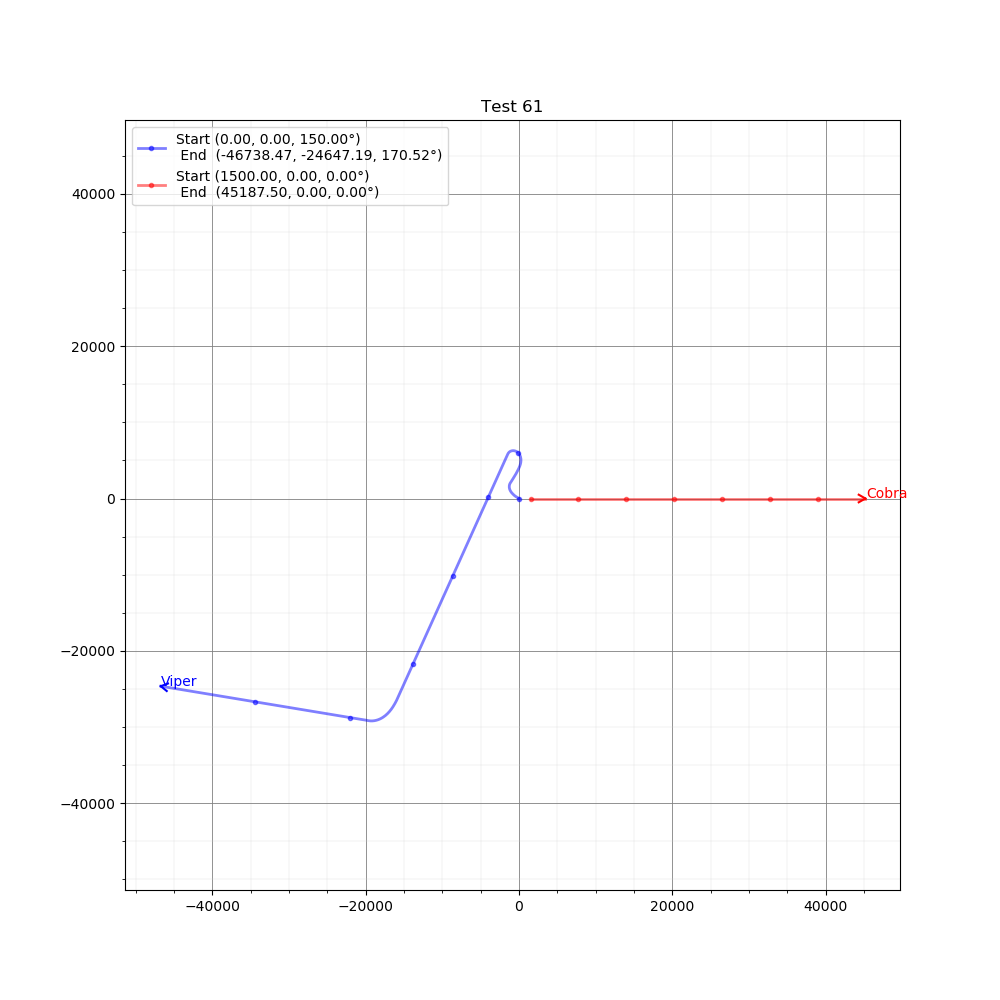 Test 61
Start (0.00, 0.00, 150.00°)
End (-46738.47, -24647.19, 170.52°)
Start (1500.00, 0.00, 0.00°)
End (45187.50, 0.00, 0.00°)
40000
20000
0
−20000
−40000
Cobra
Viper
−40000
−20000
0
20000
40000